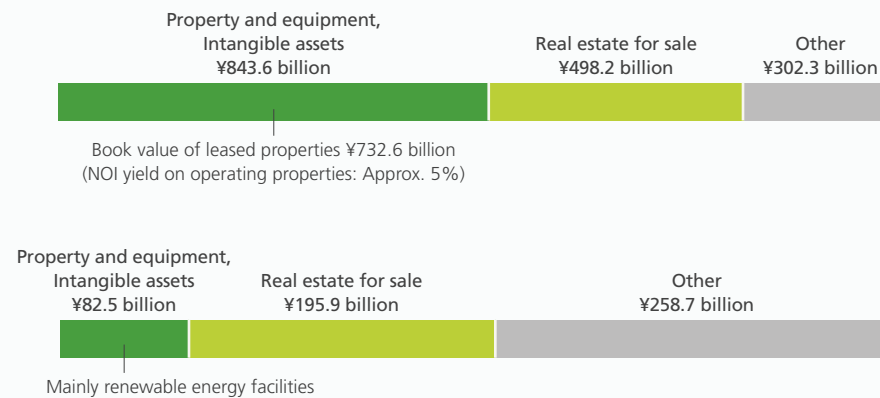 Property and equipment,
Intangible assets
¥843.6 billion
Real estate for sale
¥498.2 billion
Other
¥302.3 billion
Book value of leased properties ¥732.6 billion
(NOI yield on operating properties: Approx. 5%)
Property and equipment,
Intangible assets
¥82.5 billion
Real estate for sale
¥195.9 billion
Other
¥258.7 billion
Mainly renewable energy facilities